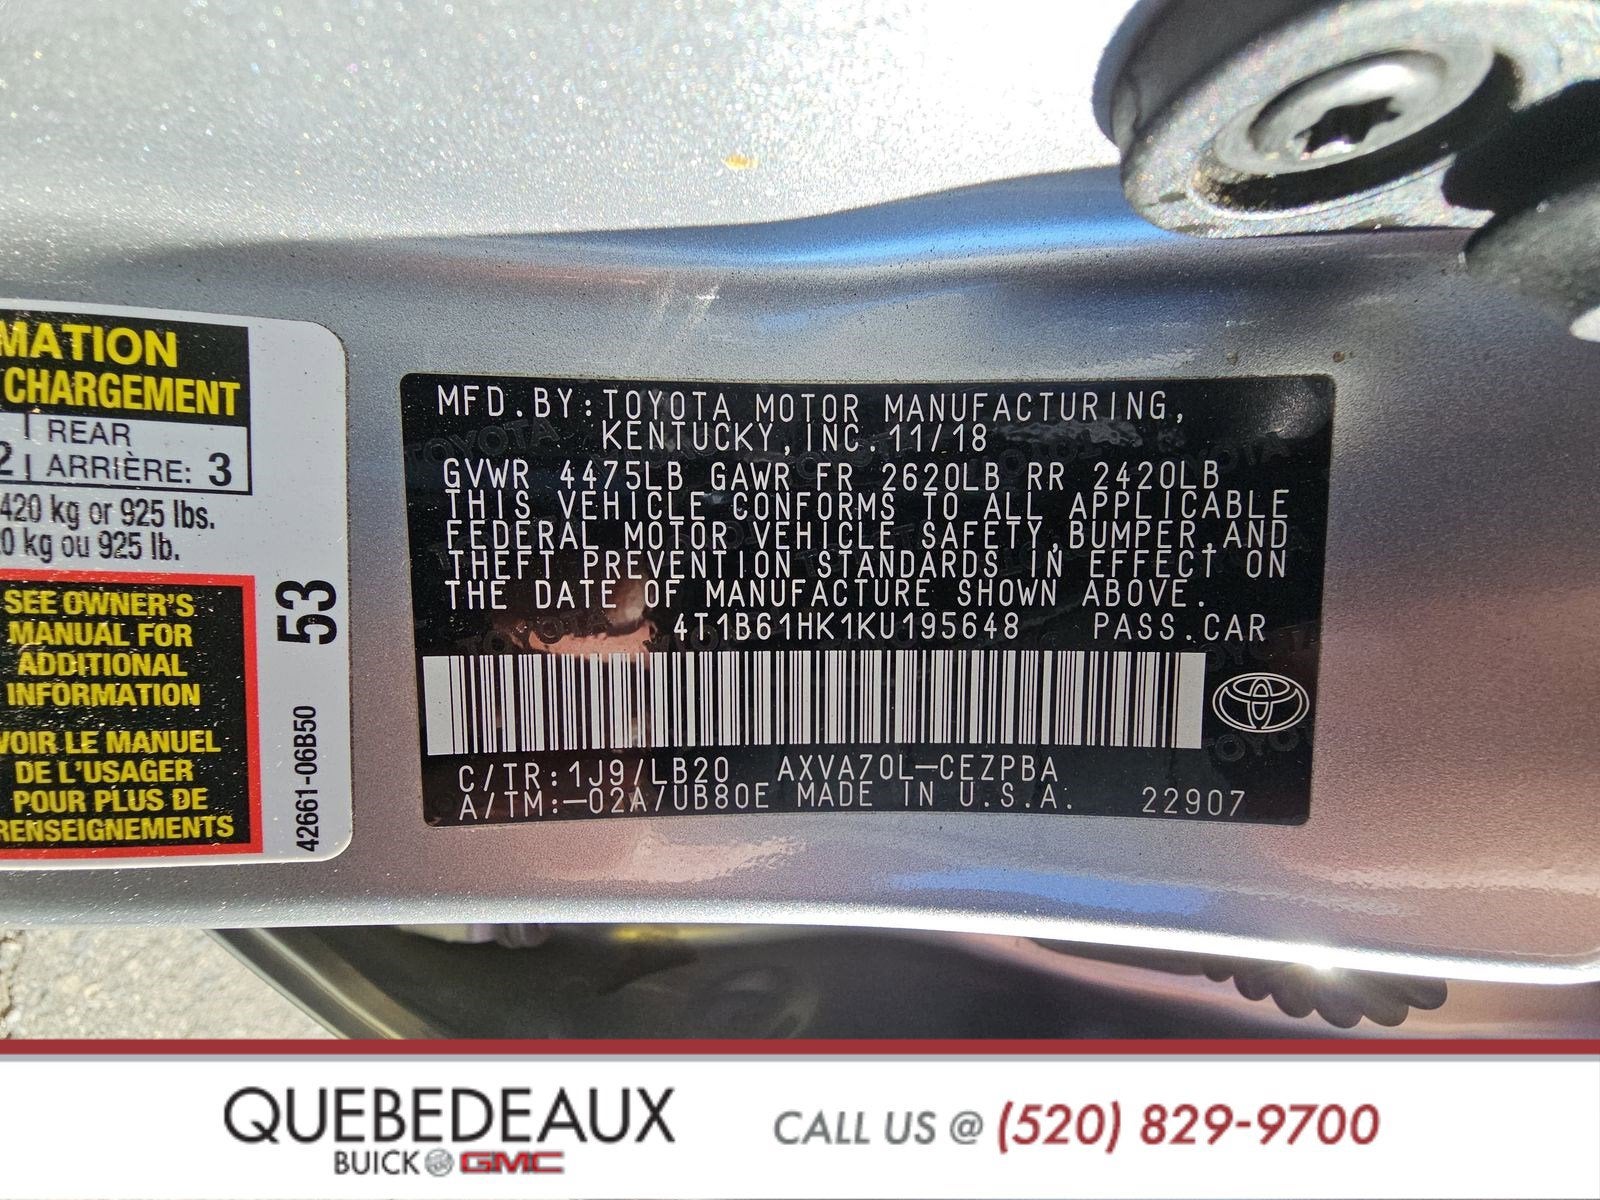 MATION
CHARGEMENT
REAR
2 ARRIÈRE: 3
420 kg or 925 lbs.
0 kg ou 925 lb.
SEE OWNER'S
MANUAL FOR
ADDITIONAL
INFORMATION
VOIR LE MANUEL
DE L'USAGER
POUR PLUS DE
RENSEIGNEMENTS
53
42661-06B50
MFD.BY:TOYOTA MOTOR MANUFACTURING,
KENTUCKY, INC. 11/18
GVWR 4475LB GAWR FR 2620LB RR 2420LB
THIS VEHICLE CONFORMS TO ALL APPLICABLE
FEDERAL MOTOR VEHICLE SAFETY,BUMPER,AND
THEFT PREVENTION STANDARDS IN EFFECT ON
THE DATE OF MANUFACTURE SHOWN ABOVE.
4T1B61HK1KU195648 PASS.CAR
C/TR:1J9/LB20 AXVA70L-CEZPBA
A/TM:-02A/UB80E MADE IN U.S.A. 22907
QUEBEDEAUX
BUICK GMC
CALL US @ (520) 829-9700